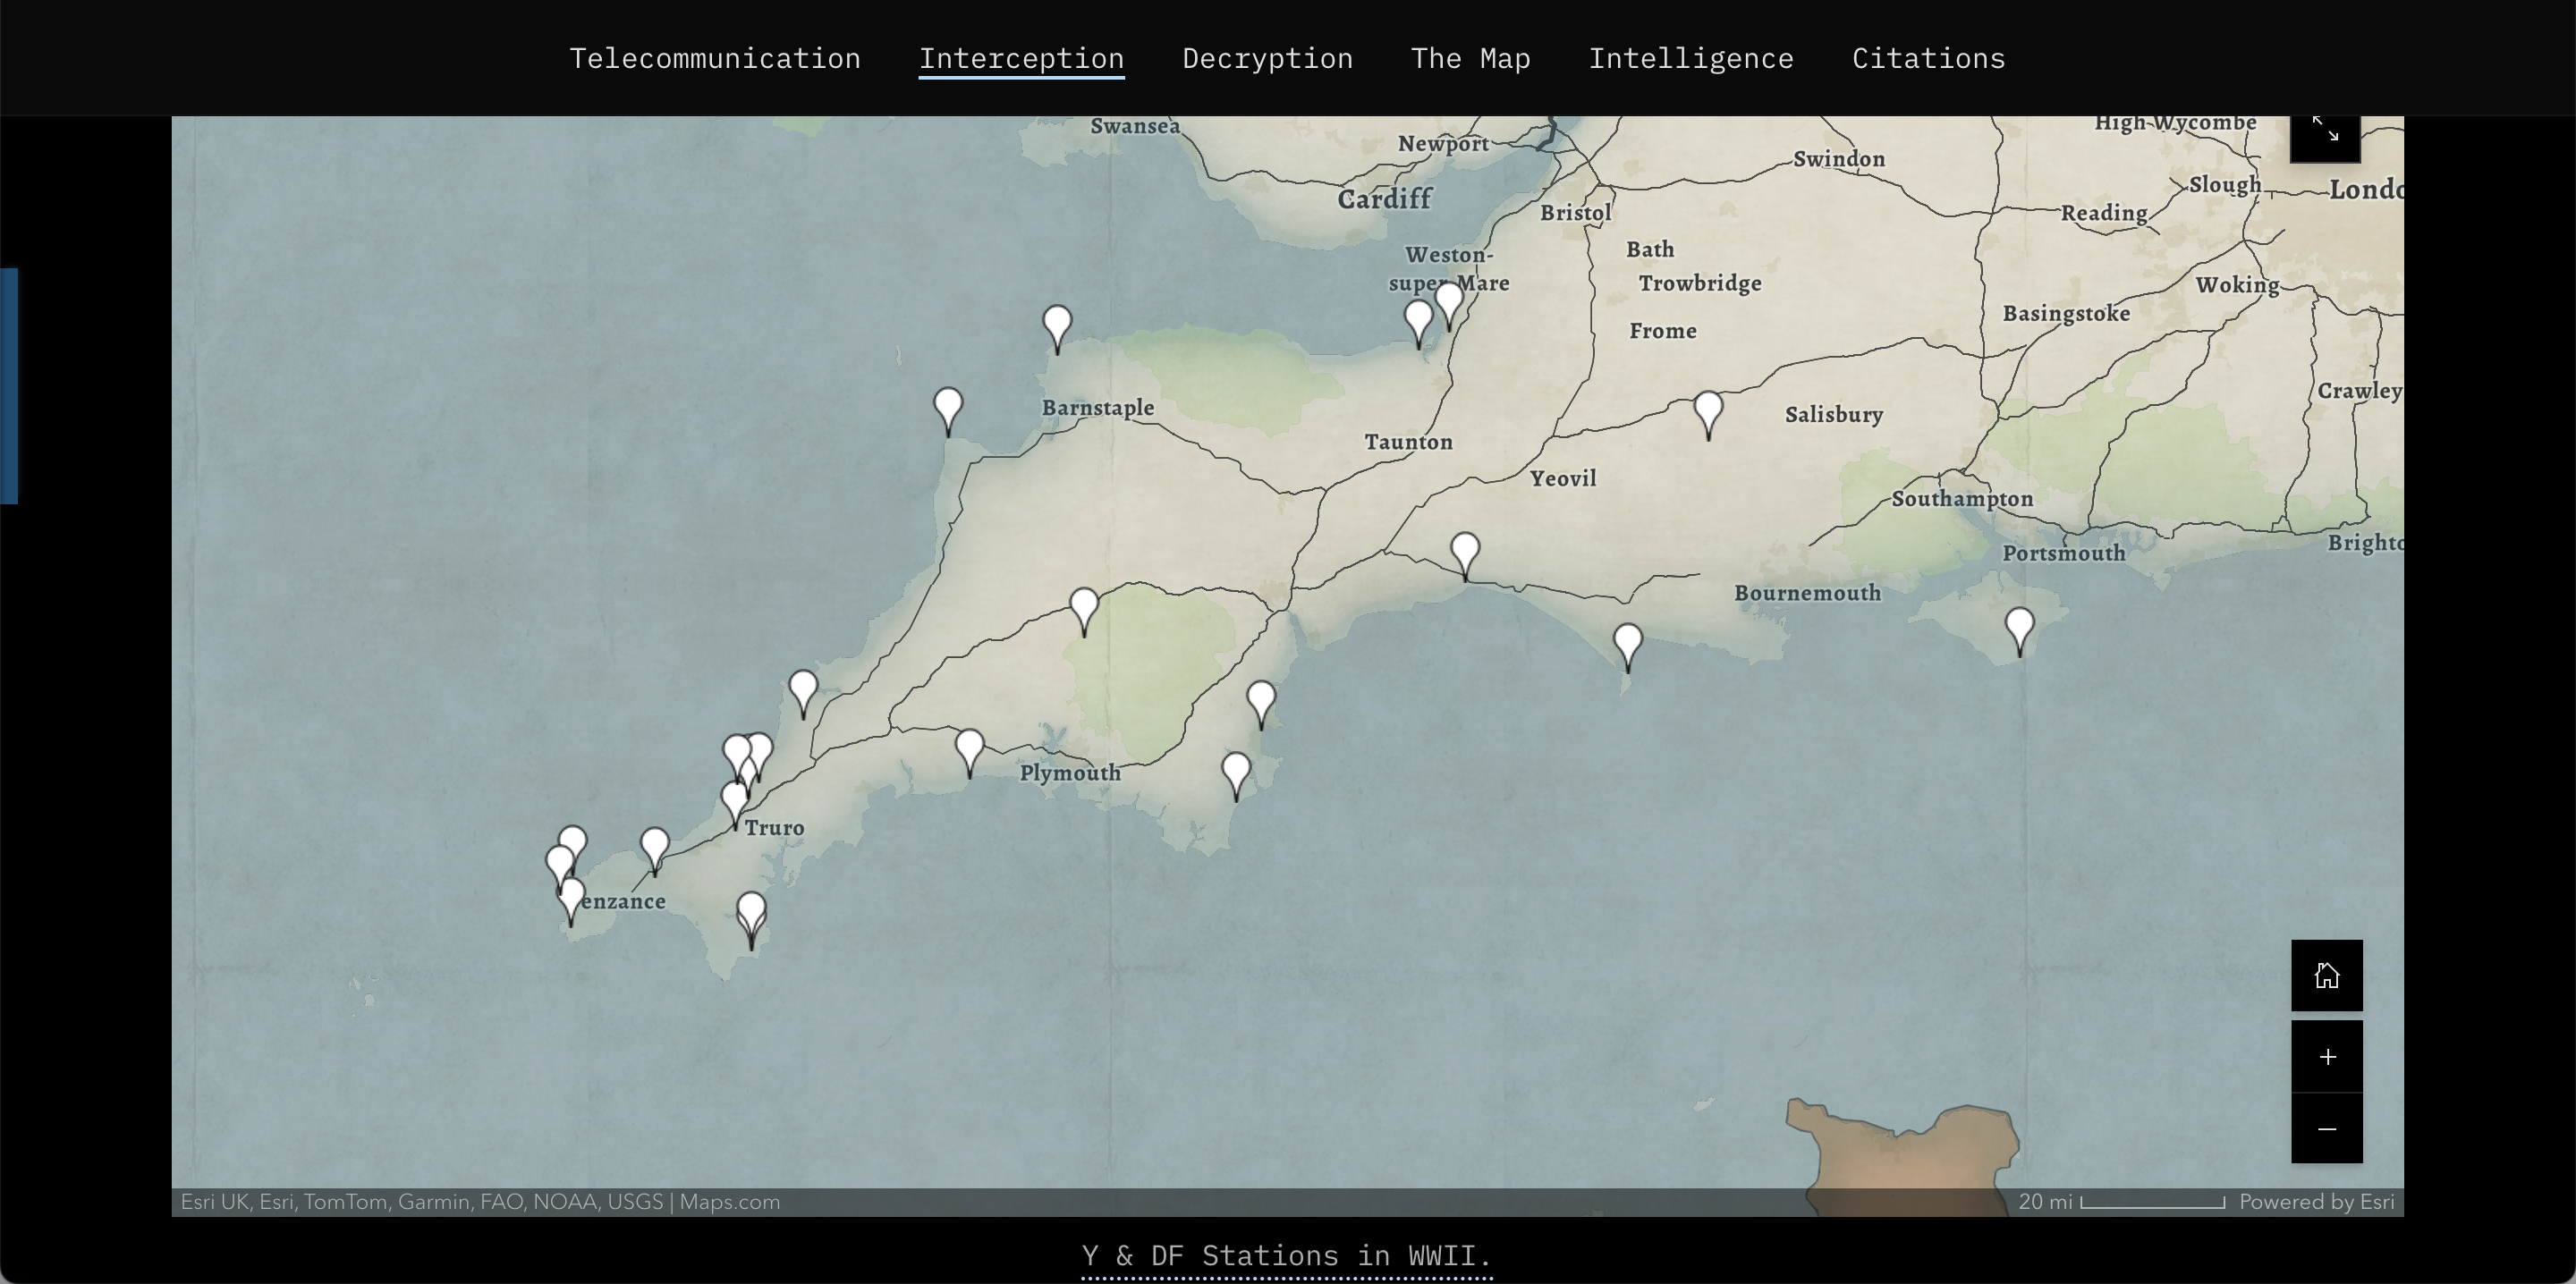 Telecommunication Interception Decryption The Map Intelligence Citations
Swansea
High Wycombe
Newport
Swindon
Slough
Cardiff
Londo
Bristol
Reading
Bath
Weston-
super-Mare
Trowbridge
Woking
Basingstoke
Frome
Crawley
Barnstaple
Salisbury
Taunton
Yeovil
Southampton
Brighto
Portsmouth
Bournemouth
Plymouth
Truro
enzance
Esri UK, Esri, TomTom, Garmin, FAO, NOAA, USGS | Maps.com
20 mi
Powered by Esri
Y & DF Stations in WWII.